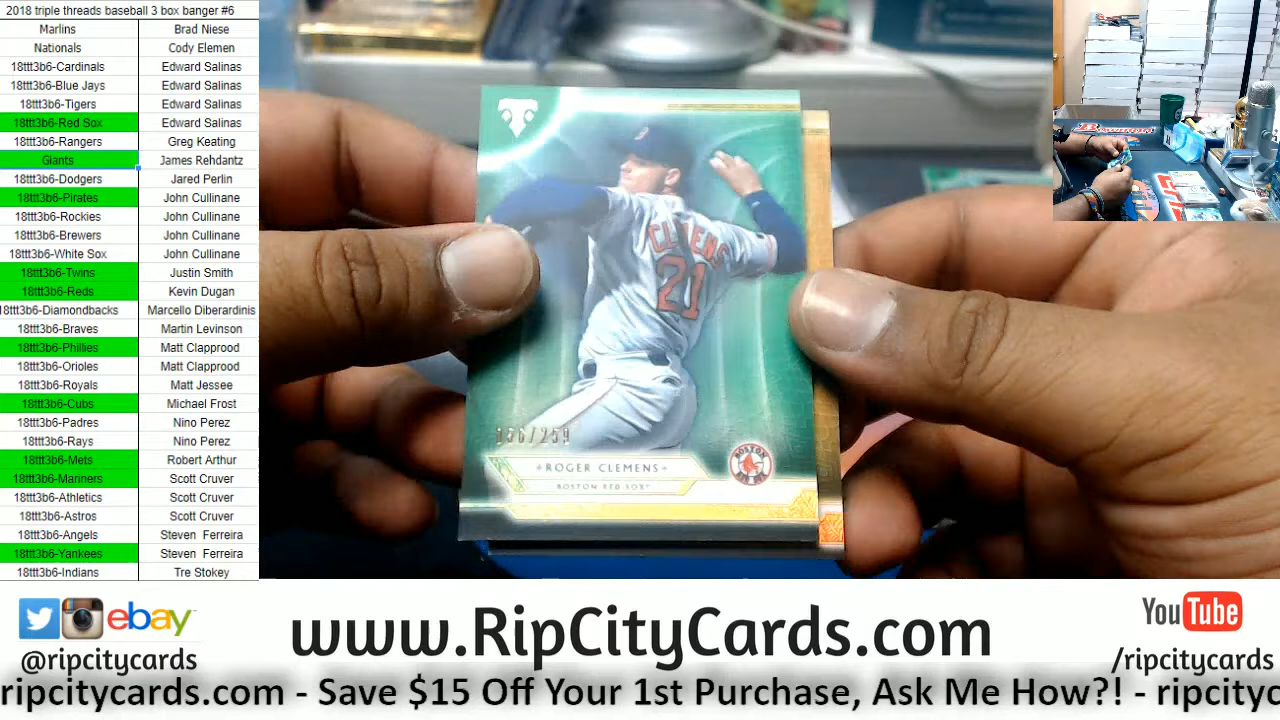 2018 triple threads baseball 3 box banger #6
Marlins Brad Niese
Nationals Cody Elemen
18ttt3b6-Cardinals Edward Salinas
18ttt3b6-Blue Jays Edward Salinas
18ttt3b6-Tigers Edward Salinas
18ttt3b6-Red Sox Edward Salinas
18ttt3b6-Rangers Greg Keating
Giants James Rehdantz
18ttt3b6-Dodgers Jared Perlin
18ttt3b6-Pirates John Cullinane
18ttt3b6-Rockies John Cullinane
18ttt3b6-Brewers John Cullinane
18ttt3b6-White Sox John Cullinane
18ttt3b6-Twins Justin Smith
18ttt3b6-Reds Kevin Dugan
18ttt3b6-Diamondbacks Marcello Diberardinis
18ttt3b6-Braves Martin Levinson
18ttt3b6-Phillies Matt Clapprood
18ttt3b6-Orioles Matt Clapprood
18ttt3b6-Royals Matt Jessee
18ttt3b6-Cubs Michael Frost
18ttt3b6-Padres Nino Perez
18ttt3b6-Rays Nino Perez
18ttt3b6-Mets Robert Arthur
18ttt3b6-Mariners Scott Cruver
18ttt3b6-Athletics Scott Cruver
18ttt3b6-Astros Scott Cruver
18ttt3b6-Angels Steven Ferreira
18ttt3b6-Yankees Steven Ferreira
18ttt3b6-Indians Tre Stokey
CLEMENS
21
ROGER CLEMENS
BOSTON RED SOX
BOSTON
ebay
@ripcitycards
www.RipCityCards.com
YouTube
/ripcitycards
ripcitycards.com - Save $15 Off Your 1st Purchase, Ask Me How?! - ripcityc